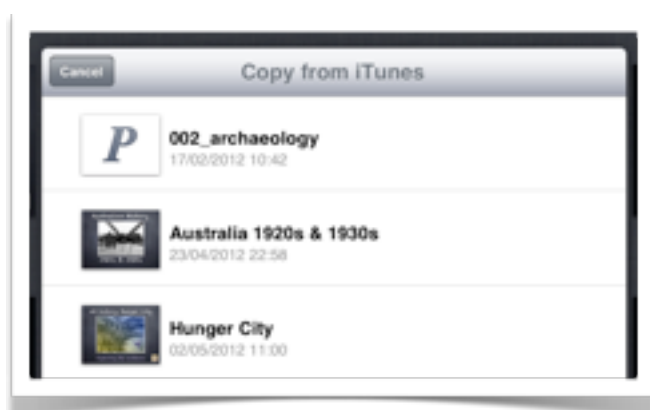 Cancel
Copy from iTunes
P
002_archaeology
17/02/2012 10:42
Australia 1920s & 1930s
23/04/2012 22:58
Hunger City
02/05/2012 11:00